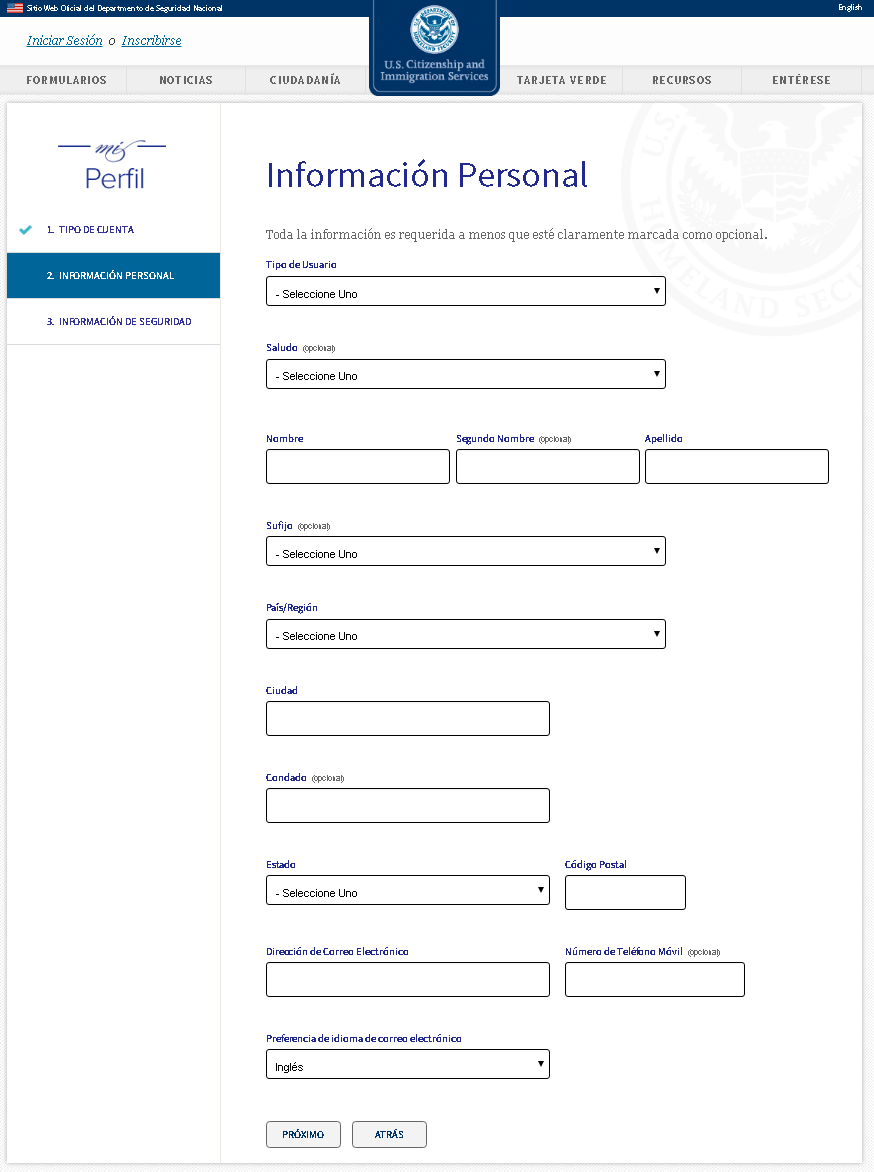 Sitio Web Oficial del Departmento de Seguridad Nacional
English
Iniciar Sesión o Inscribirse
U.S. Citizenship and
Immigration Services
FORMULARIOS NOTICIAS CIUDADANÍA TARJETA VERDE RECURSOS ENTÉRESE
mis
Perfil
1. TIPO DE CUENTA
2. INFORMACIÓN PERSONAL
3. INFORMACIÓN DE SEGURIDAD
Información Personal
Toda la información es requerida a menos que esté claramente marcada como opcional.
Tipo de Usuario
- Seleccione Uno
Saludo (opcional)
- Seleccione Uno
Nombre Segundo Nombre (opcional) Apellido
Sufijo (opcional)
- Seleccione Uno
País/Región
- Seleccione Uno
Ciudad
Condado (opcional)
Estado Código Postal
- Seleccione Uno
Dirección de Correo Electrónico Número de Teléfono Móvil (opcional)
Preferencia de idioma de correo electrónico
Inglés
PRÓXIMO ATRÁS